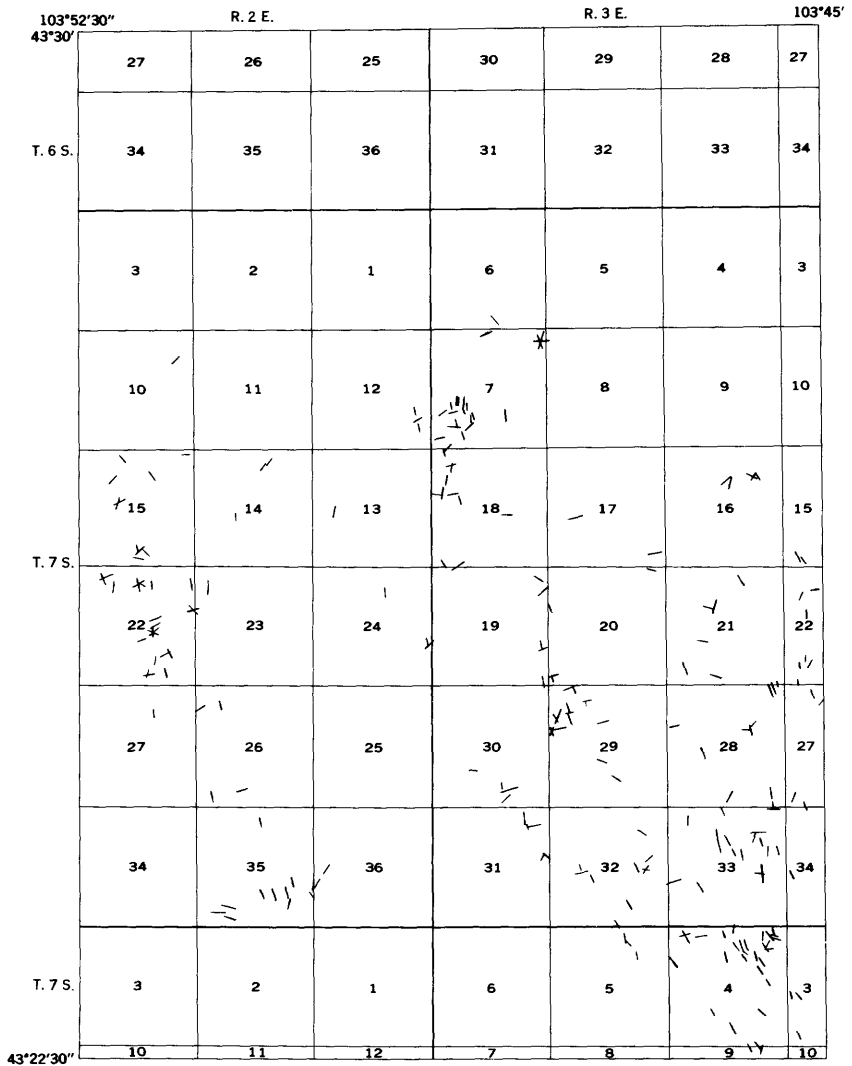 103°52'30" R. 2 E. R. 3 E. 103°45'
43°30'
27 26 25 30 29 28 27
T. 6 S. 34 35 36 31 32 33 34
3 2 1 6 5 4 3
10 11 12 7 8 9 10
15 14 13 18 17 16 15
T. 7 S.
22 23 24 19 20 21 22
27 26 25 30 29 28 27
34 35 36 31 32 33 34
T. 7 S. 3 2 1 6 5 4 3
43°22'30" 10 11 12 7 8 9 10